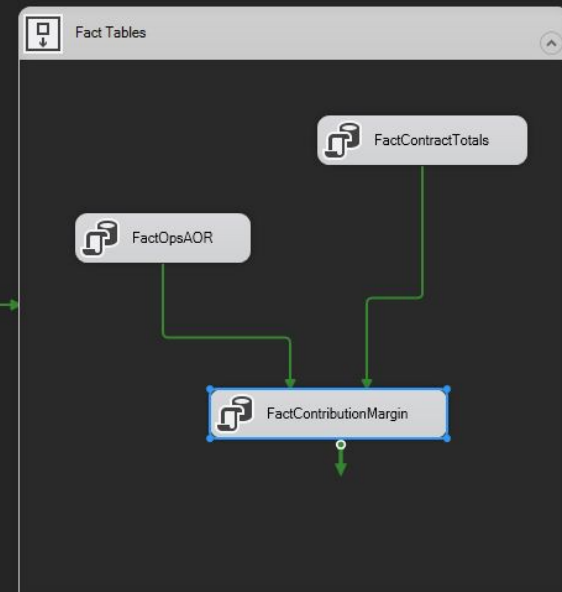 Fact Tables
FactContractTotals
FactOpsAOR
FactContributionMargin